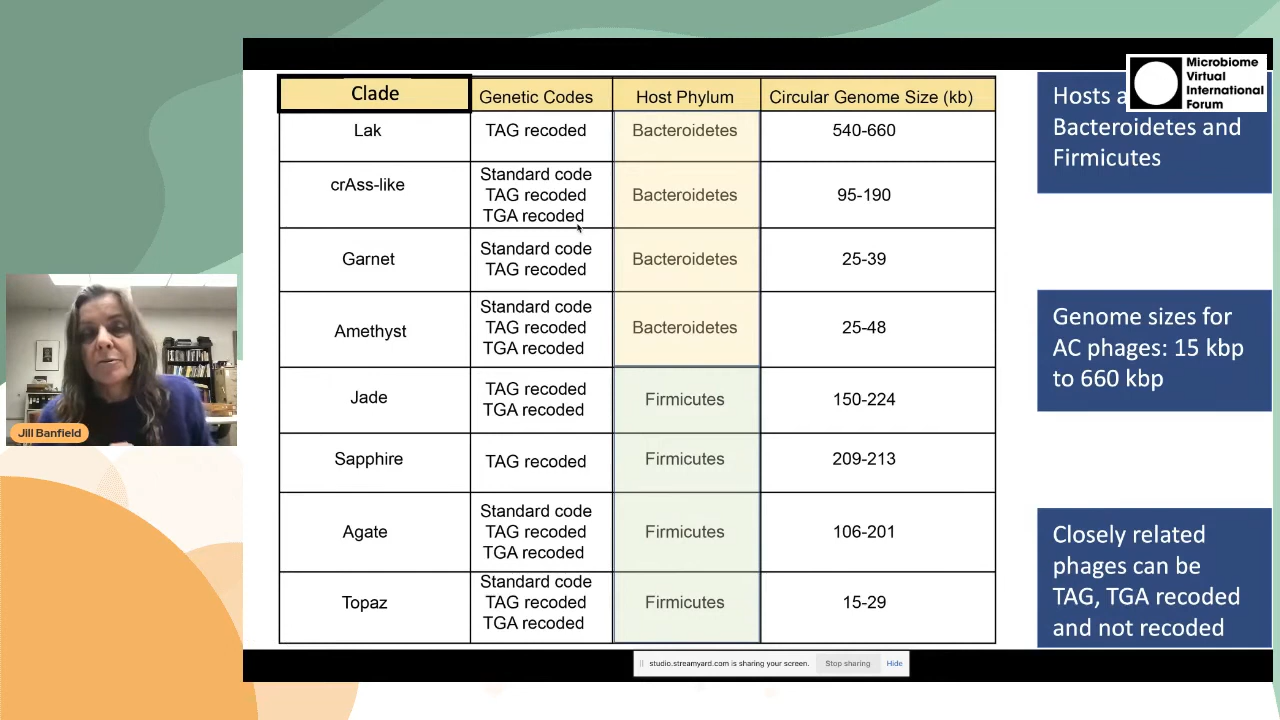 Clade
Genetic Codes
Host Phylum
Circular Genome Size (kb)
Lak
TAG recoded
Bacteroidetes
540-660
crAss-like
Standard code
TAG recoded
TGA recoded
Bacteroidetes
95-190
Garnet
Standard code
TAG recoded
Bacteroidetes
25-39
Amethyst
Standard code
TAG recoded
TGA recoded
Bacteroidetes
25-48
Jade
TAG recoded
TGA recoded
Firmicutes
150-224
Sapphire
TAG recoded
Firmicutes
209-213
Agate
Standard code
TAG recoded
TGA recoded
Firmicutes
106-201
Topaz
Standard code
TAG recoded
TGA recoded
Firmicutes
15-29
Microbiome
Virtual
International
Forum
Hosts
Bacteroidetes and
Firmicutes
Genome sizes for
AC phages: 15 kbp
to 660 kbp
Closely related
phages can be
TAG, TGA recoded
and not recoded
Jill Banfield
studio.streamyard.com is sharing your screen.
Stop sharing
Hide